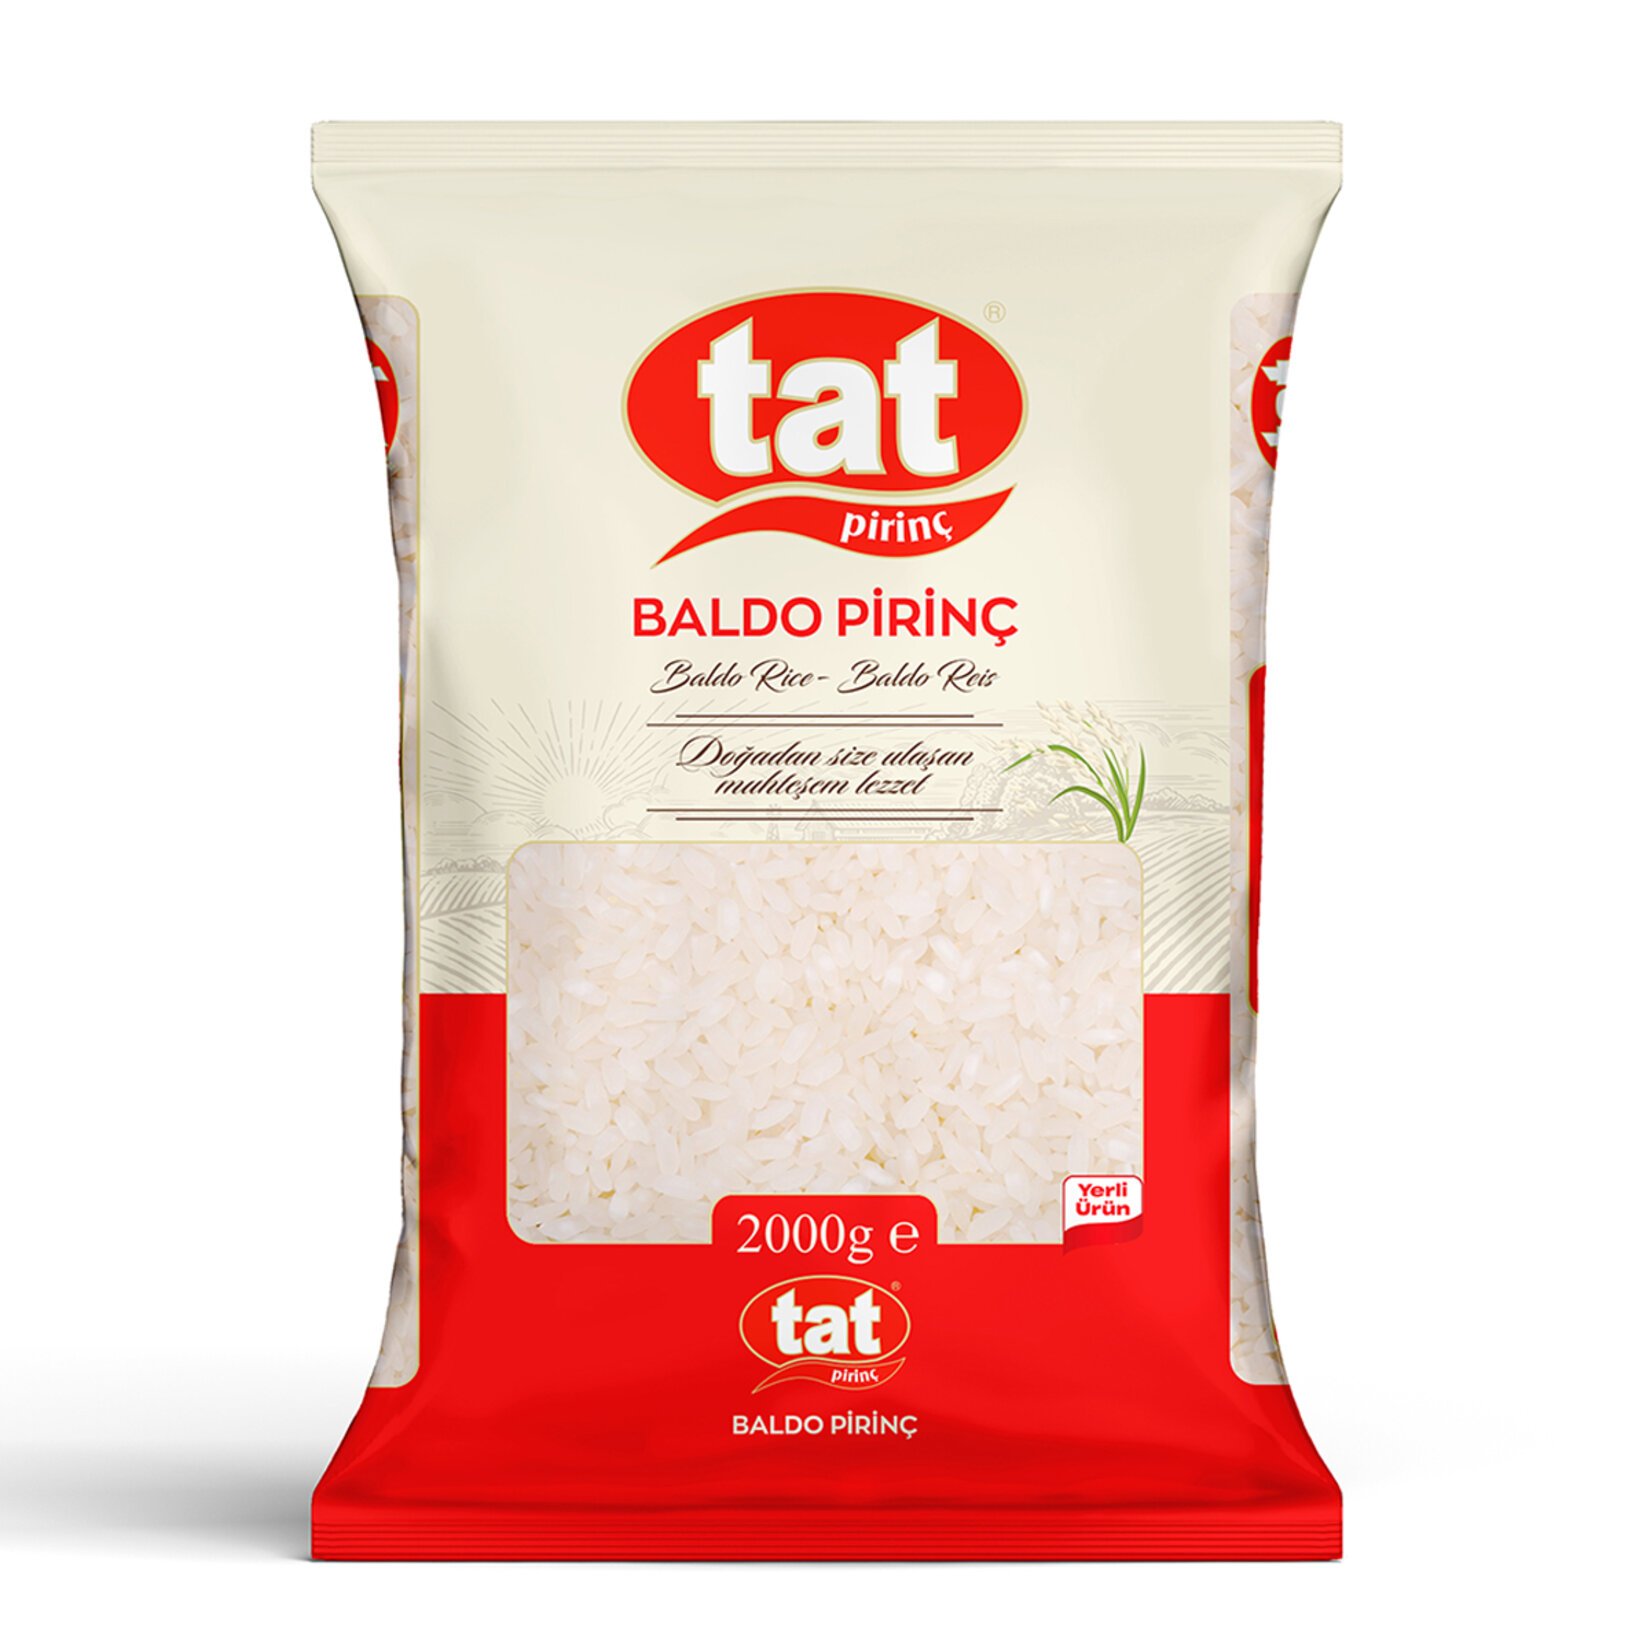 tat
®
pirinç
BALDO PİRİNÇ
Baldo Rice - Baldo Reis
Doğadan size ulaşan
muhteşem lezzet
Yerli
Ürün
2000g ℮
tat
®
pirinç
BALDO PİRİNÇ